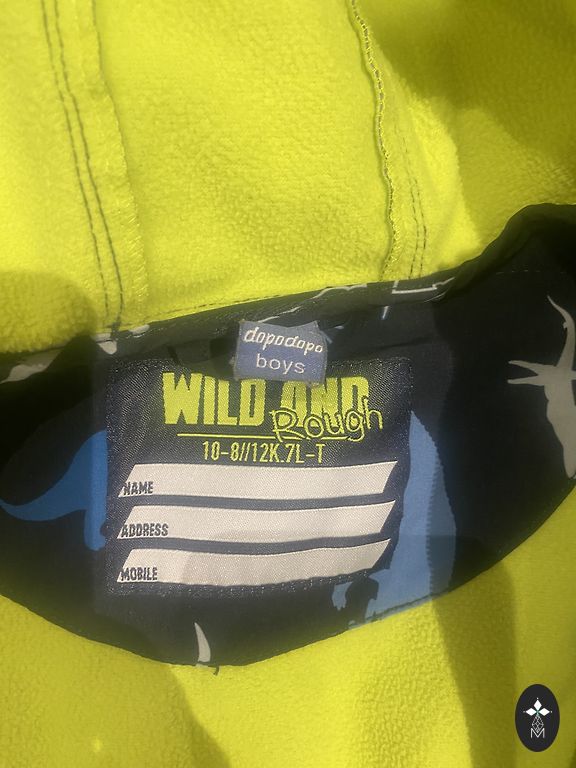 dopodopo
boys
WILD AND
Rough
10-8//12K.7L-T
NAME
ADDRESS
MOBILE
M